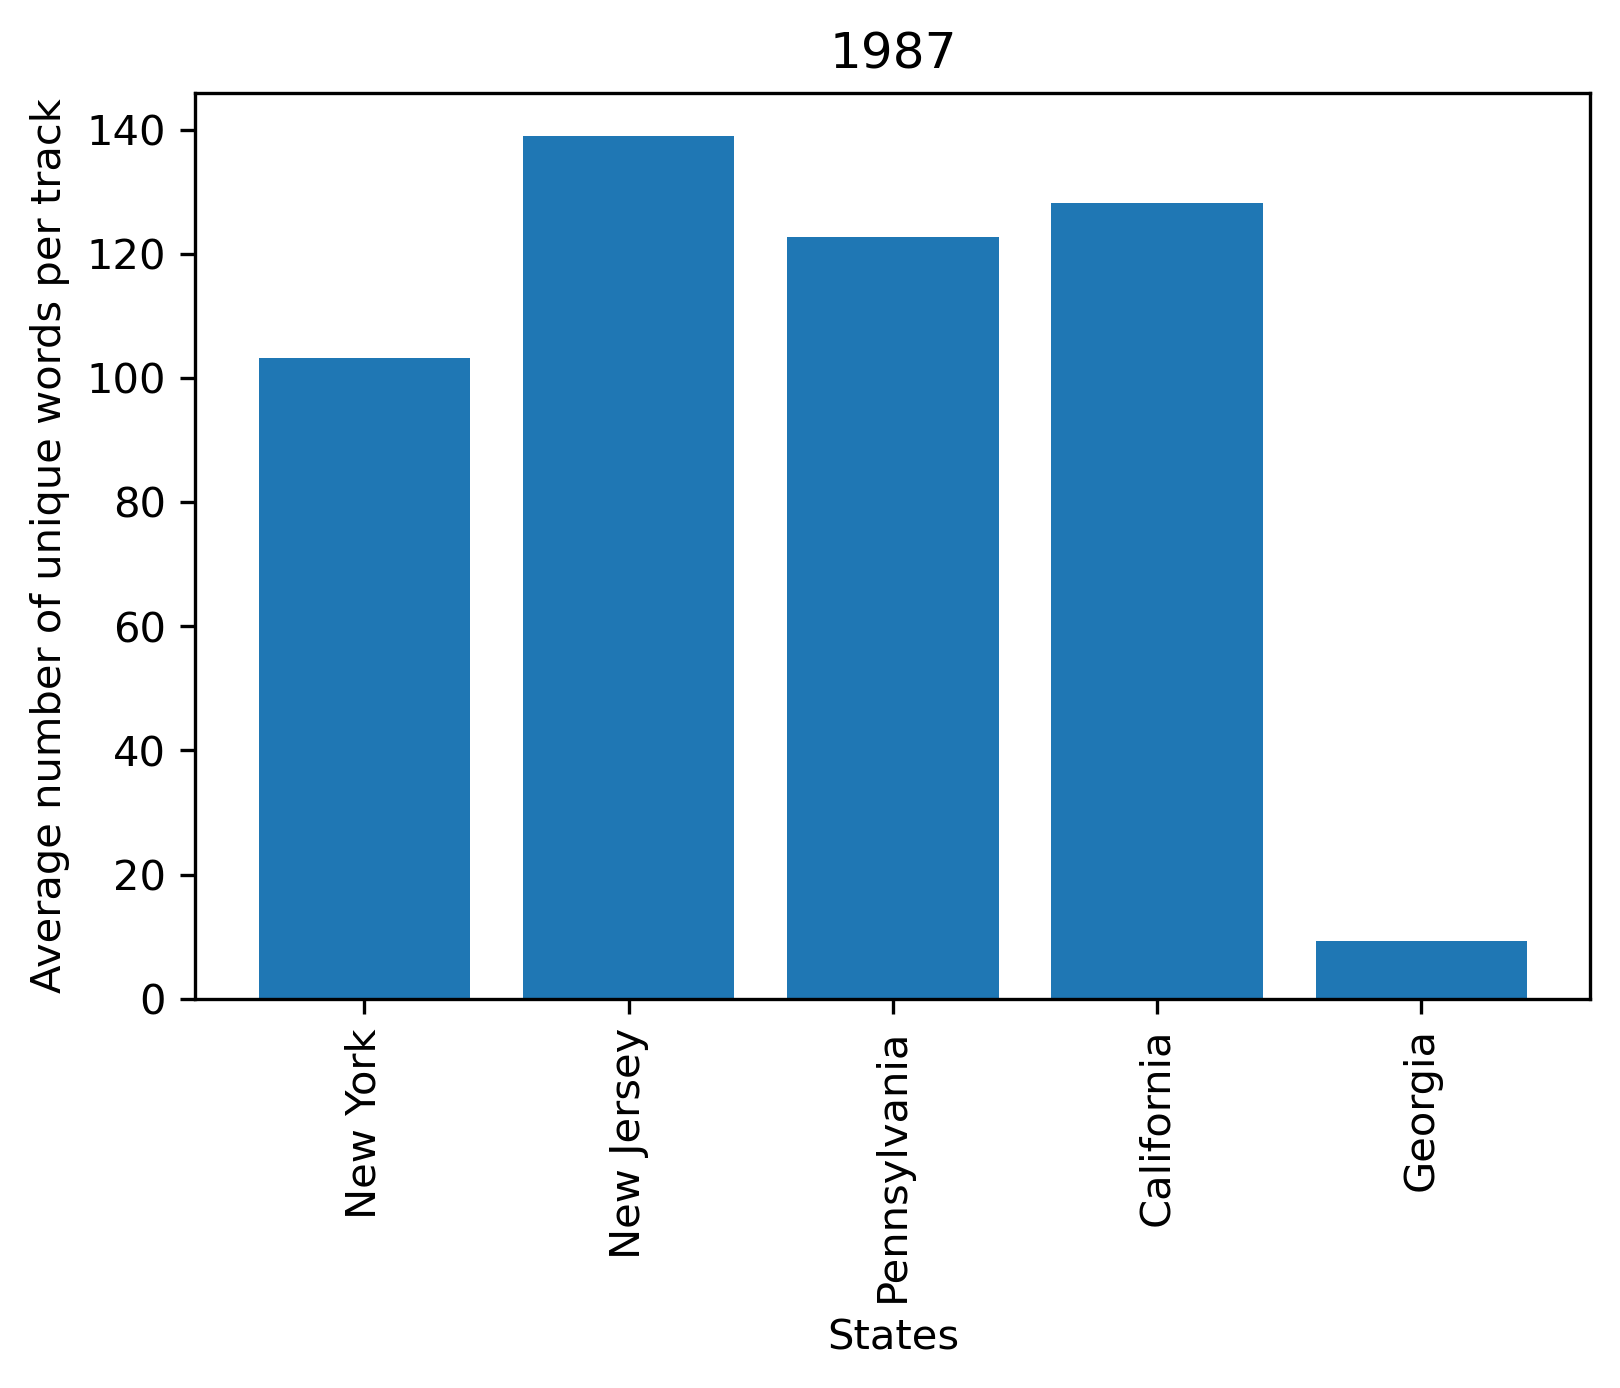 1987
Average number of unique words per track
140
120
100
80
60
40
20
0
New York
New Jersey
Pennsylvania
California
Georgia
States